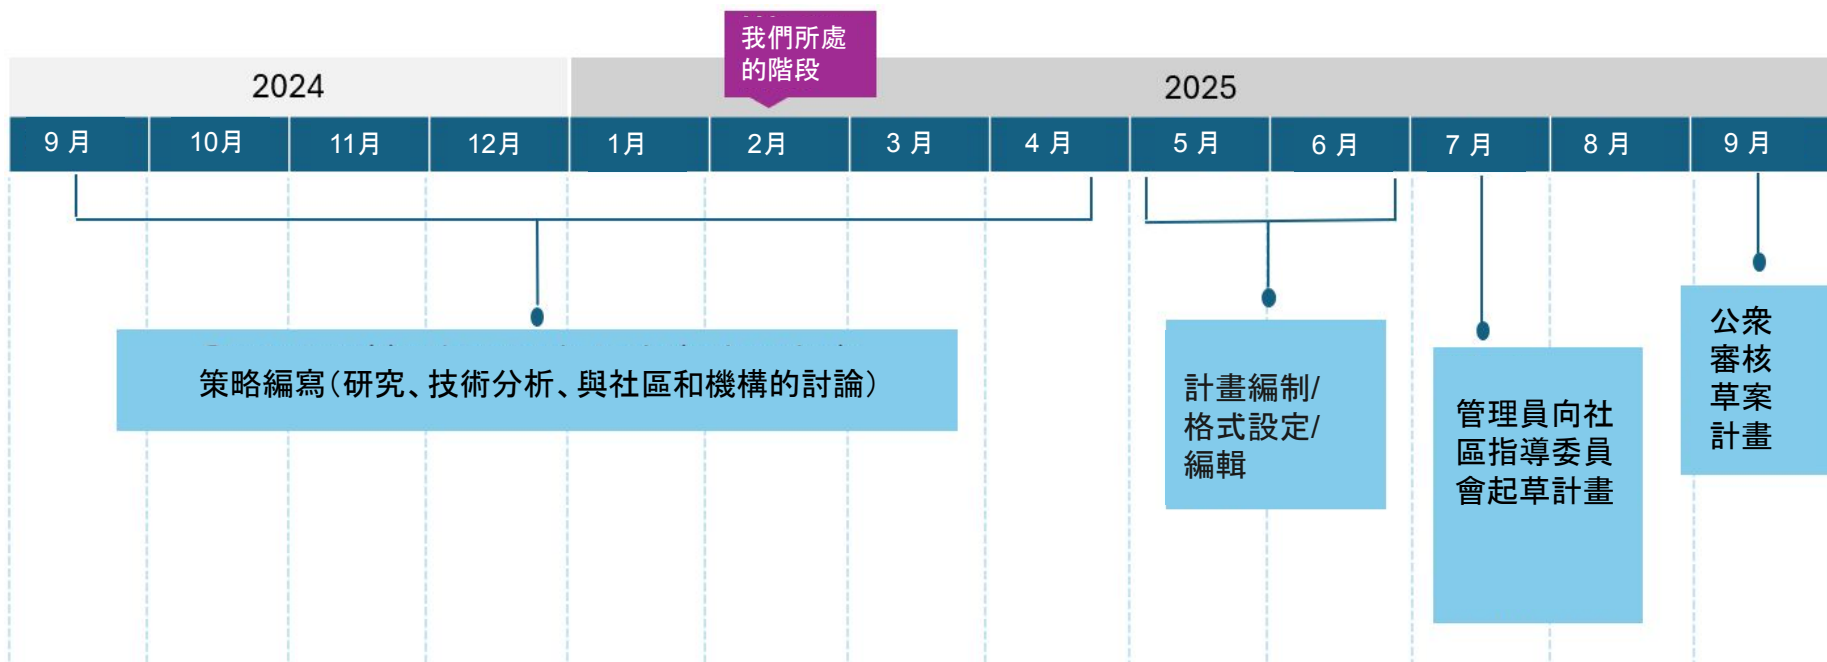 我們所處
的階段
2024
2025
9 月
10月
11月
12月
1月
2月
3 月
4 月
5 月
6 月
7 月
8 月
9 月
策略編寫(研究、技術分析、與社區和機構的討論)
計畫編制/
格式設定/
編輯
管理員向社
區指導委員
會起草計畫
公衆
審核
草案
計畫